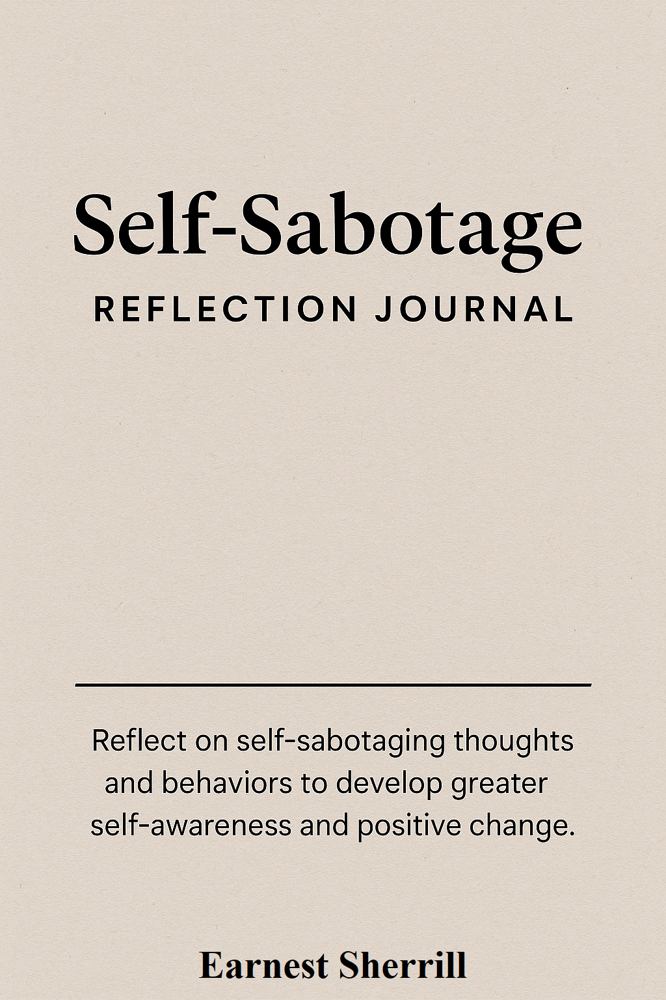 Self-Sabotage
REFLECTION JOURNAL
Reflect on self-sabotaging thoughts
and behaviors to develop greater
self-awareness and positive change.
Earnest Sherrill